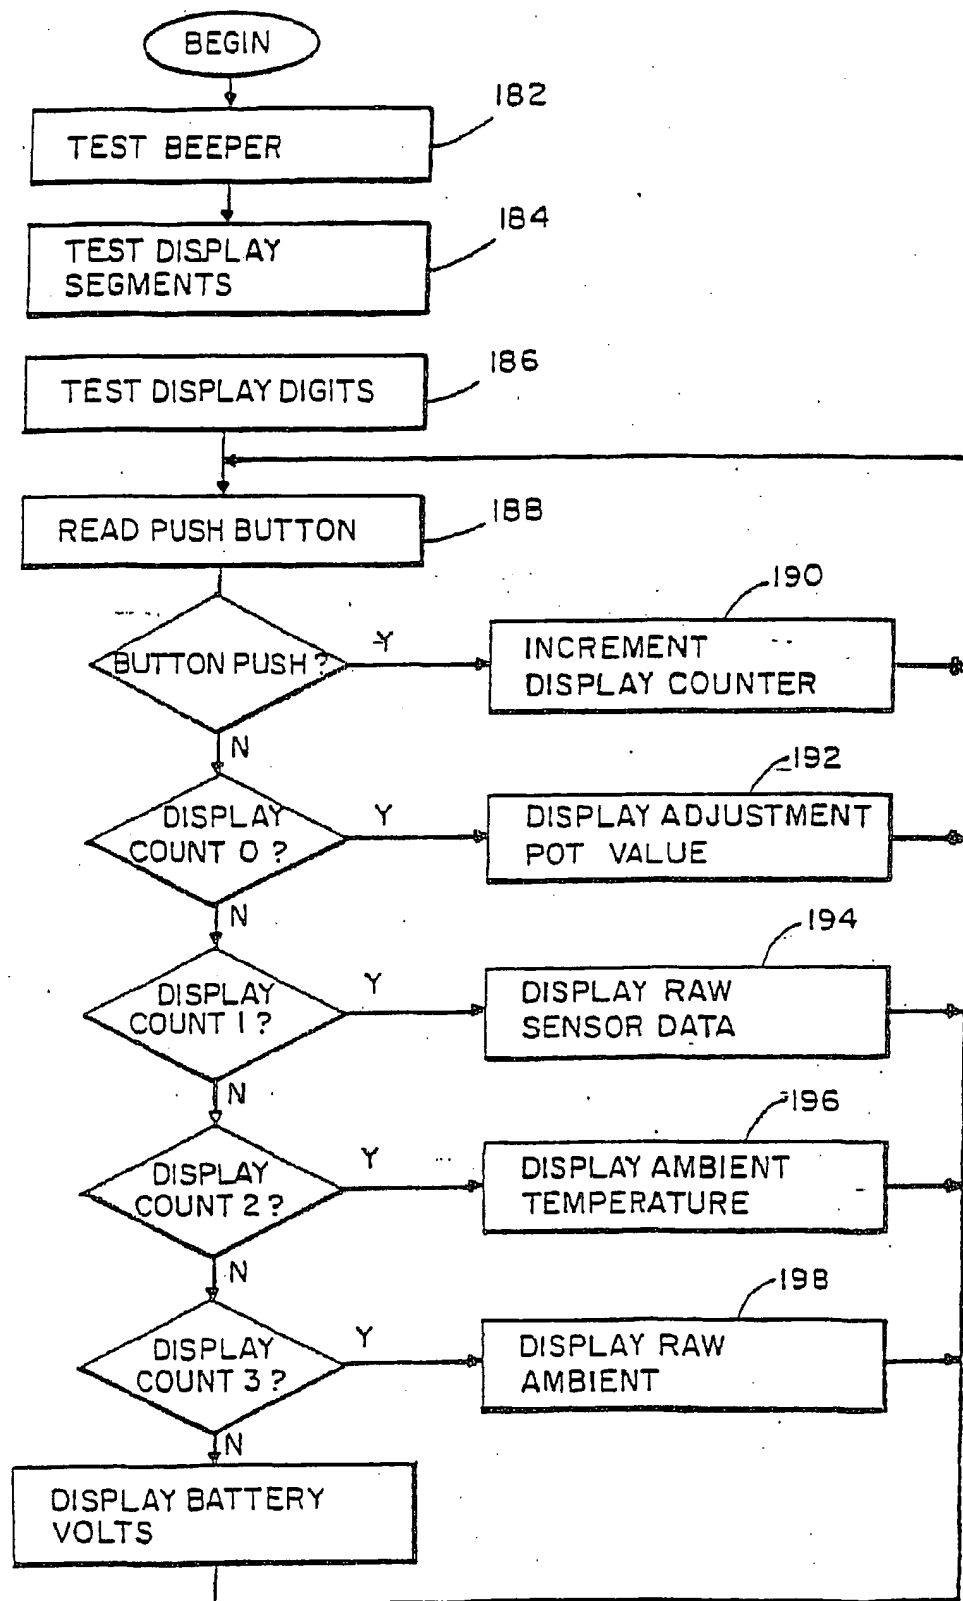 BEGIN
182
TEST BEEPER
184
TEST DISPLAY
SEGMENTS
186
TEST DISPLAY DIGITS
188
READ PUSH BUTTON
190
BUTTON PUSH?
Y
INCREMENT
DISPLAY COUNTER
N
192
DISPLAY
COUNT 0?
Y
DISPLAY ADJUSTMENT
POT VALUE
N
194
DISPLAY
COUNT 1?
Y
DISPLAY RAW
SENSOR DATA
N
196
DISPLAY
COUNT 2?
Y
DISPLAY AMBIENT
TEMPERATURE
N
198
DISPLAY
COUNT 3?
Y
DISPLAY RAW
AMBIENT
N
DISPLAY BATTERY
VOLTS